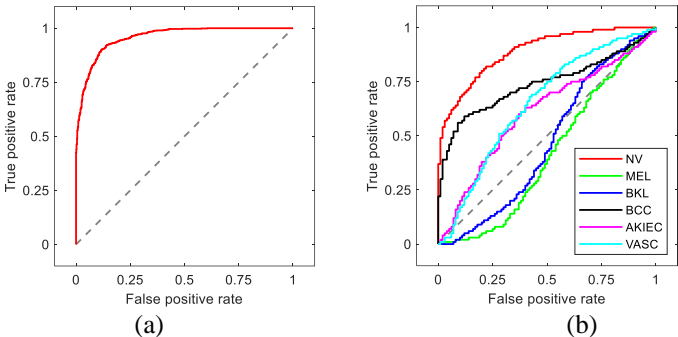 1
0.75
0.5
0.25
0
True positive rate
0 0.25 0.5 0.75 1
False positive rate
(a)
1
0.75
0.5
0.25
0
True positive rate
NV
MEL
BKL
BCC
AKIEC
VASC
0 0.25 0.5 0.75 1
False positive rate
(b)